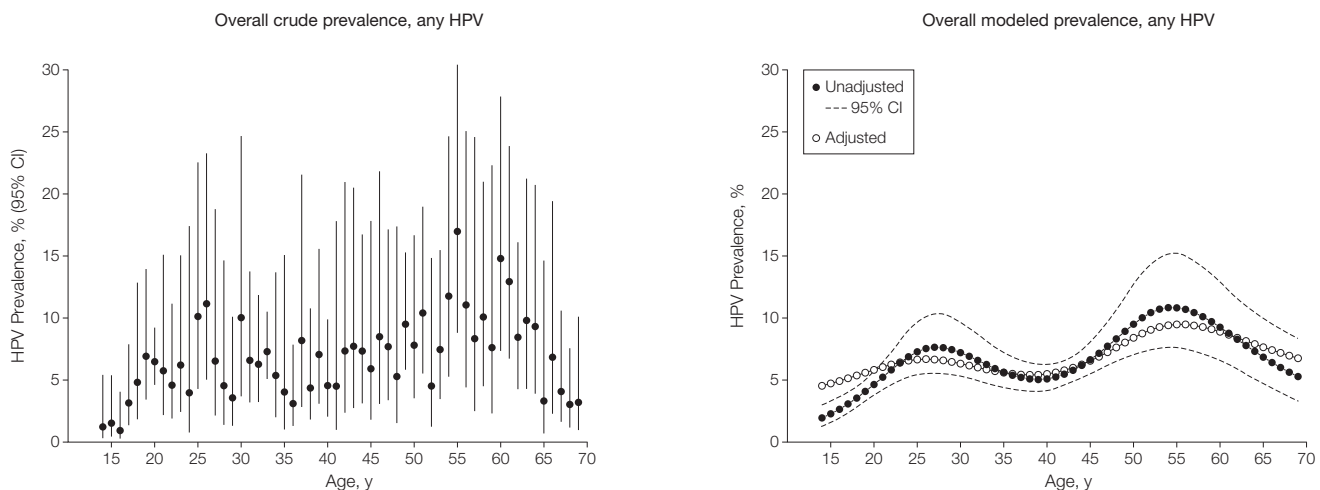 Overall crude prevalence, any HPV
30
25
20
15
10
5
0
HPV Prevalence, % (95% CI)
15 20 25 30 35 40 45 50 55 60 65 70
Age, y
Overall modeled prevalence, any HPV
30
25
20
15
10
5
0
HPV Prevalence, %
Unadjusted
95% CI
Adjusted
15 20 25 30 35 40 45 50 55 60 65 70
Age, y